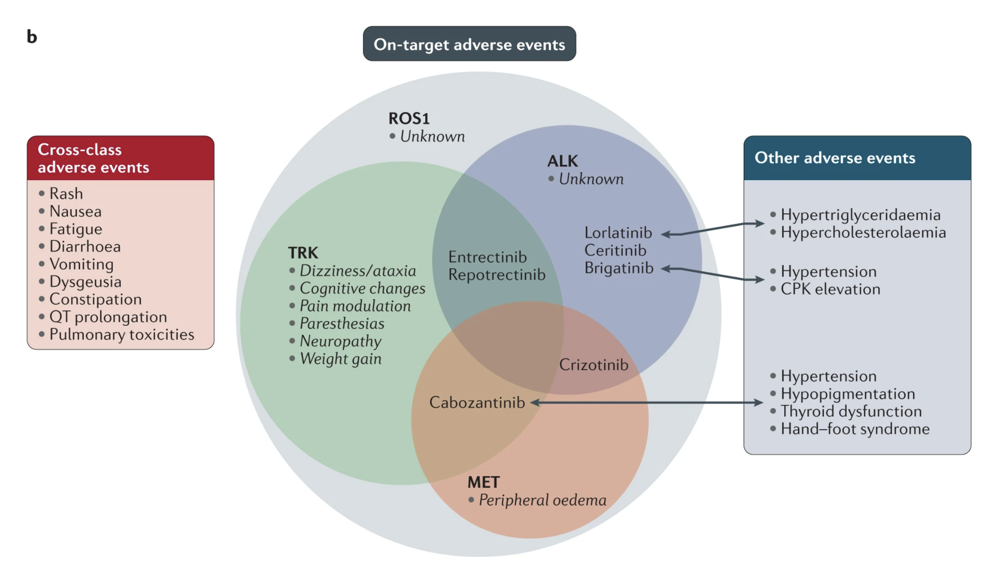 b
On-target adverse events
Cross-class
adverse events
• Rash
• Nausea
• Fatigue
• Diarrhoea
• Vomiting
• Dysgeusia
• Constipation
• QT prolongation
• Pulmonary toxicities
ROS1
• Unknown
ALK
• Unknown
Lorlatinib
Ceritinib
Brigatinib
Entrectinib
Repotrectinib
TRK
• Dizziness/ataxia
• Cognitive changes
• Pain modulation
• Paresthesias
• Neuropathy
• Weight gain
Crizotinib
Cabozantinib
MET
• Peripheral oedema
Other adverse events
• Hypertriglyceridaemia
• Hypercholesterolaemia
• Hypertension
• CPK elevation
• Hypertension
• Hypopigmentation
• Thyroid dysfunction
• Hand–foot syndrome